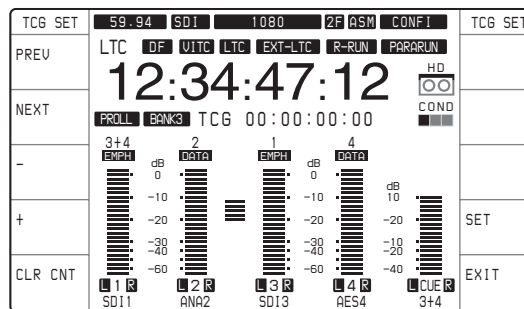 TCG SET 59.94 SDI 1080 2F ASM CONFI TCG SET
PREV LTC DF VITC LTC EXT-LTC R-RUN PARARUN
12:34:47:12 HD
NEXT COND
PROLL BANK3 TCG 00:00:00:00
3+4 2 1 4
EMPH DATA EMPH DATA
dB dB
0 0
- dB
-10 -10 10
+ -20 -20 -20 SET
-30 -30 -10
-40 -40 -20
-60 -60 -40
CLR CNT L 1 R L 2 R L 3 R L 4 R L CUE R EXIT
SDI1 ANA2 SDI3 AES4 3+4